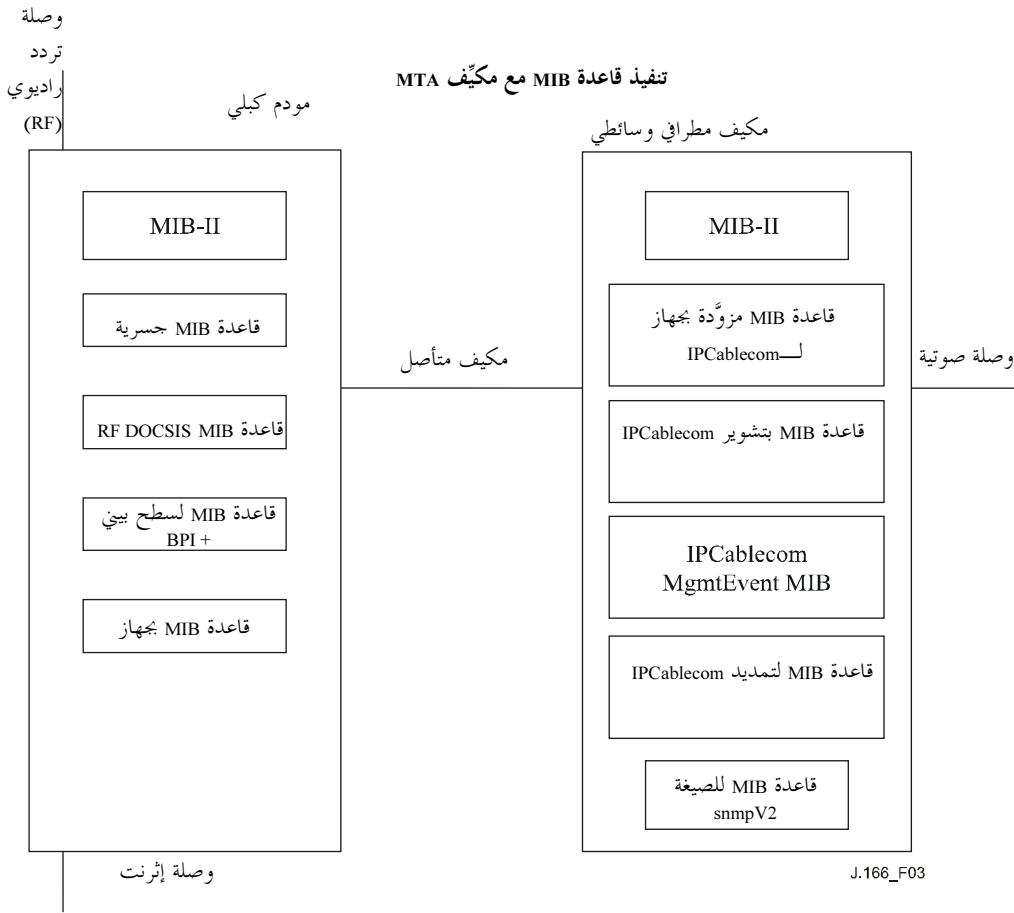 وصلة
تردد
راديوي
(RF)
تنفيذ قاعدة MIB مع مكيِّف MTA
مودم كبلي
مكيف مطرافي وسائطي
MIB-II
قاعدة MIB جسرية
قاعدة RF DOCSIS MIB
قاعدة MIB لسطح بيني
BPI +
قاعدة MIB بجهاز
مكيف متأصل
MIB-II
قاعدة MIB مزوَّدة بجهاز
لـــIPCablecom
قاعدة MIB بتشوير IPCablecom
IPCablecom
MgmtEvent MIB
قاعدة MIB لتمديد IPCablecom
قاعدة MIB للصيغة
snmpV2
وصلة صوتية
وصلة إثرنت
J.166_F03